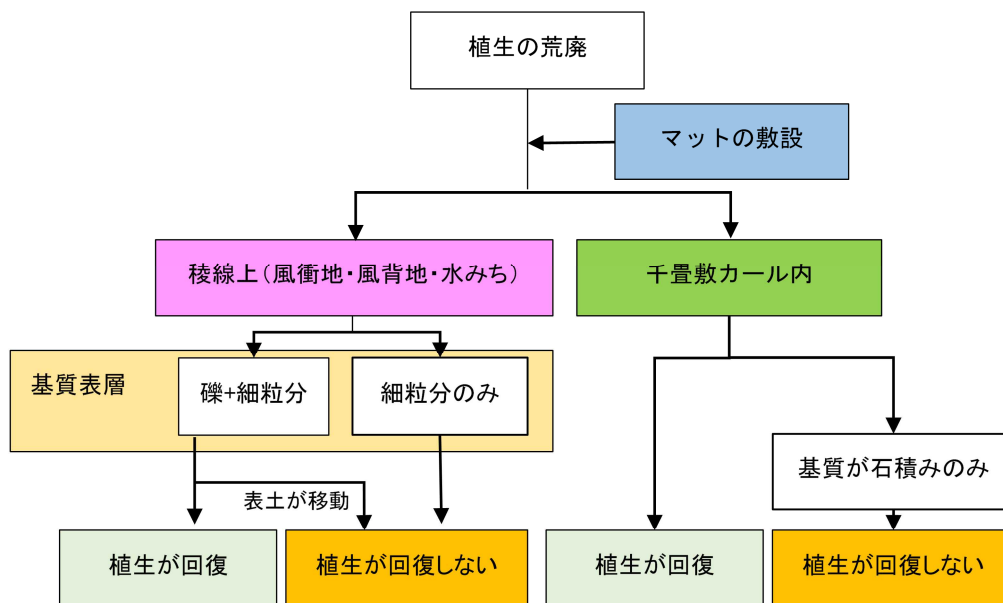 植生の荒廃
マットの敷設
稜線上(風衝地・風背地・水みち)
千畳敷カール内
基質表層
礫+細粒分
細粒分のみ
基質が石積みのみ
表土が移動
植生が回復
植生が回復しない
植生が回復
植生が回復しない